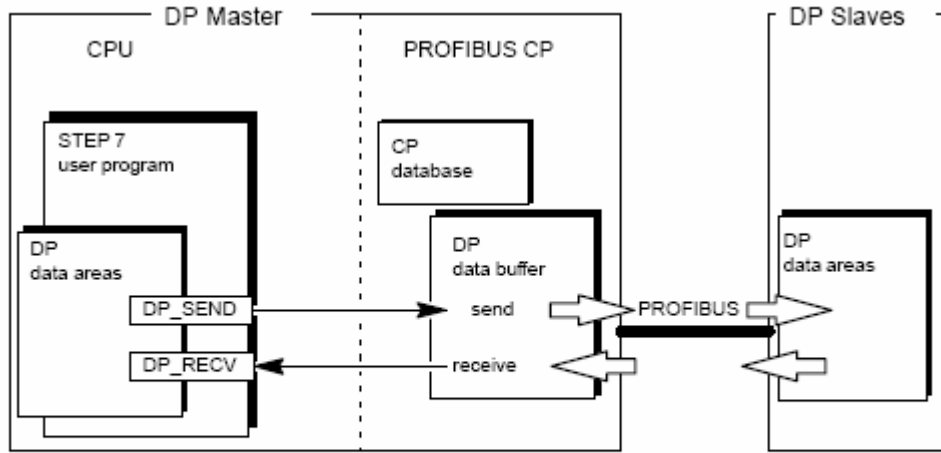 DP Master
DP Slaves
CPU
PROFIBUS CP
STEP 7
user program
CP
database
DP
data areas
DP
data buffer
DP
data areas
DP_SEND
send
PROFIBUS
DP_RECV
receive